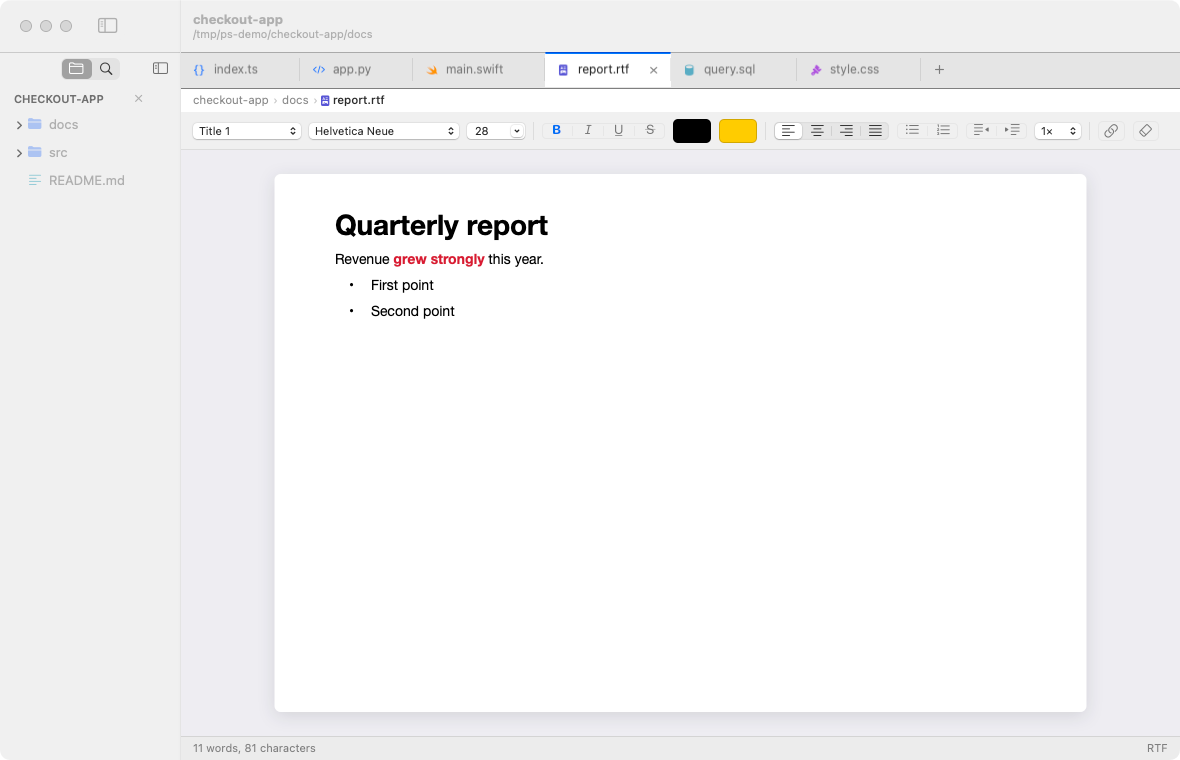 checkout-app
/tmp/ps-demo/checkout-app/docs
{} index.ts
</> app.py
main.swift
report.rtf
query.sql
style.css
CHECKOUT-APP
docs
src
README.md
checkout-app › docs › report.rtf
Title 1
Helvetica Neue
28
B I U S
1×
Quarterly report
Revenue grew strongly this year.
• First point
• Second point
11 words, 81 characters
RTF